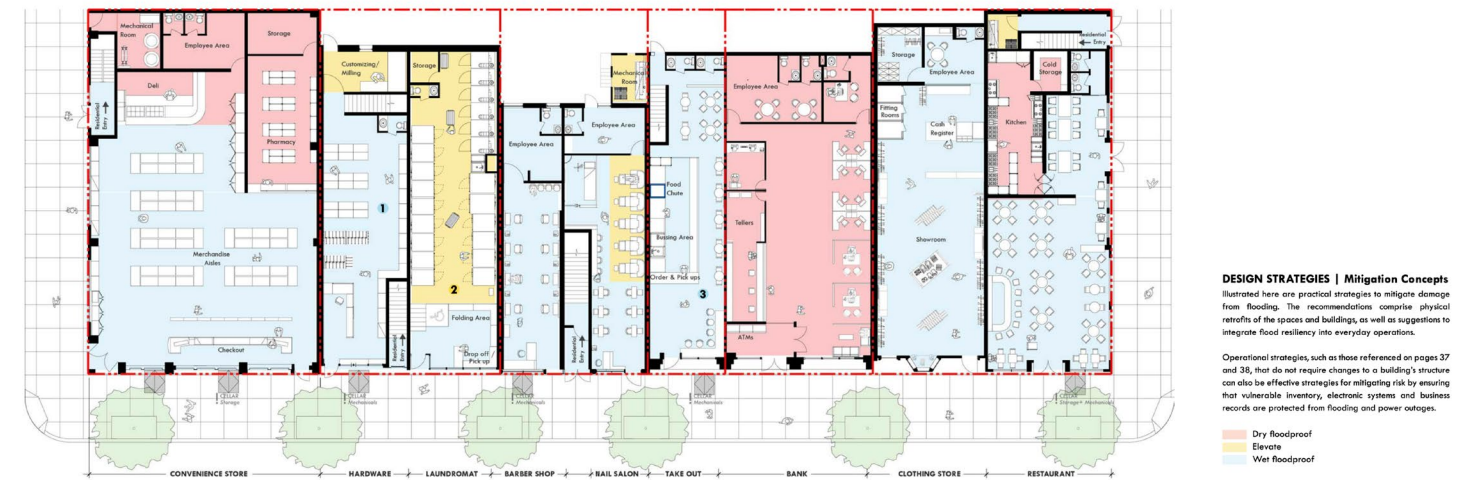 Mechanical
Room
Employee Area
Storage
Deli
Pharmacy
Residential
Entry
Merchandise
Aisles
Checkout
Customizing/
Milling
1
Residential
Entry
Storage
2
Folding Area
Drop off /
Pick up
Employee Area
Residential
Entry
Employee Area
Mechanical
Room
Food
Chute
Bussing Area
Order & Pick ups
3
Employee Area
Tellers
ATMs
Storage
Employee Area
Fitting
Rooms
Cash
Register
Showroom
Residential
Entry
Cold
Storage
Kitchen
CELLAR
Storage
CELLAR
Mechanicals
CELLAR
Mechanicals
CELLAR
Mechanicals
CELLAR
Storage+ Mechanicals
CONVENIENCE STORE
HARDWARE
LAUNDROMAT
BARBER SHOP
NAIL SALON
TAKE OUT
BANK
CLOTHING STORE
RESTAURANT
DESIGN STRATEGIES | Mitigation Concepts
Illustrated here are practical strategies to mitigate damage
from flooding. The recommendations comprise physical
retrofits of the spaces and buildings, as well as suggestions to
integrate flood resiliency into everyday operations.
Operational strategies, such as those referenced on pages 37
and 38, that do not require changes to a building's structure
can also be effective strategies for mitigating risk by ensuring
that vulnerable inventory, electronic systems and business
records are protected from flooding and power outages.
Dry floodproof
Elevate
Wet floodproof